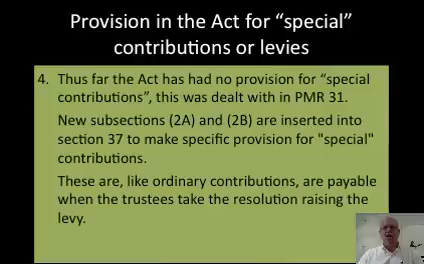 Provision in the Act for “special”
contributions or levies
4. Thus far the Act has had no provision for “special
contributions”, this was dealt with in PMR 31.
New subsections (2A) and (2B) are inserted into
section 37 to make specific provision for "special"
contributions.
These are, like ordinary contributions, are payable
when the trustees take the resolution raising the
levy.